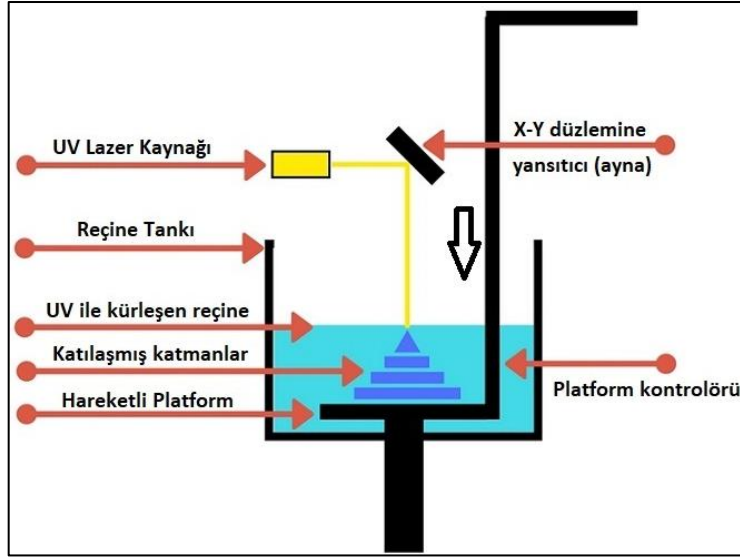 X-Y düzlemine
yansıtıcı (ayna)
UV Lazer Kaynağı
Reçine Tankı
UV ile kürleşen reçine
Katılaşmış katmanlar
Hareketli Platform
Platform kontrolörü